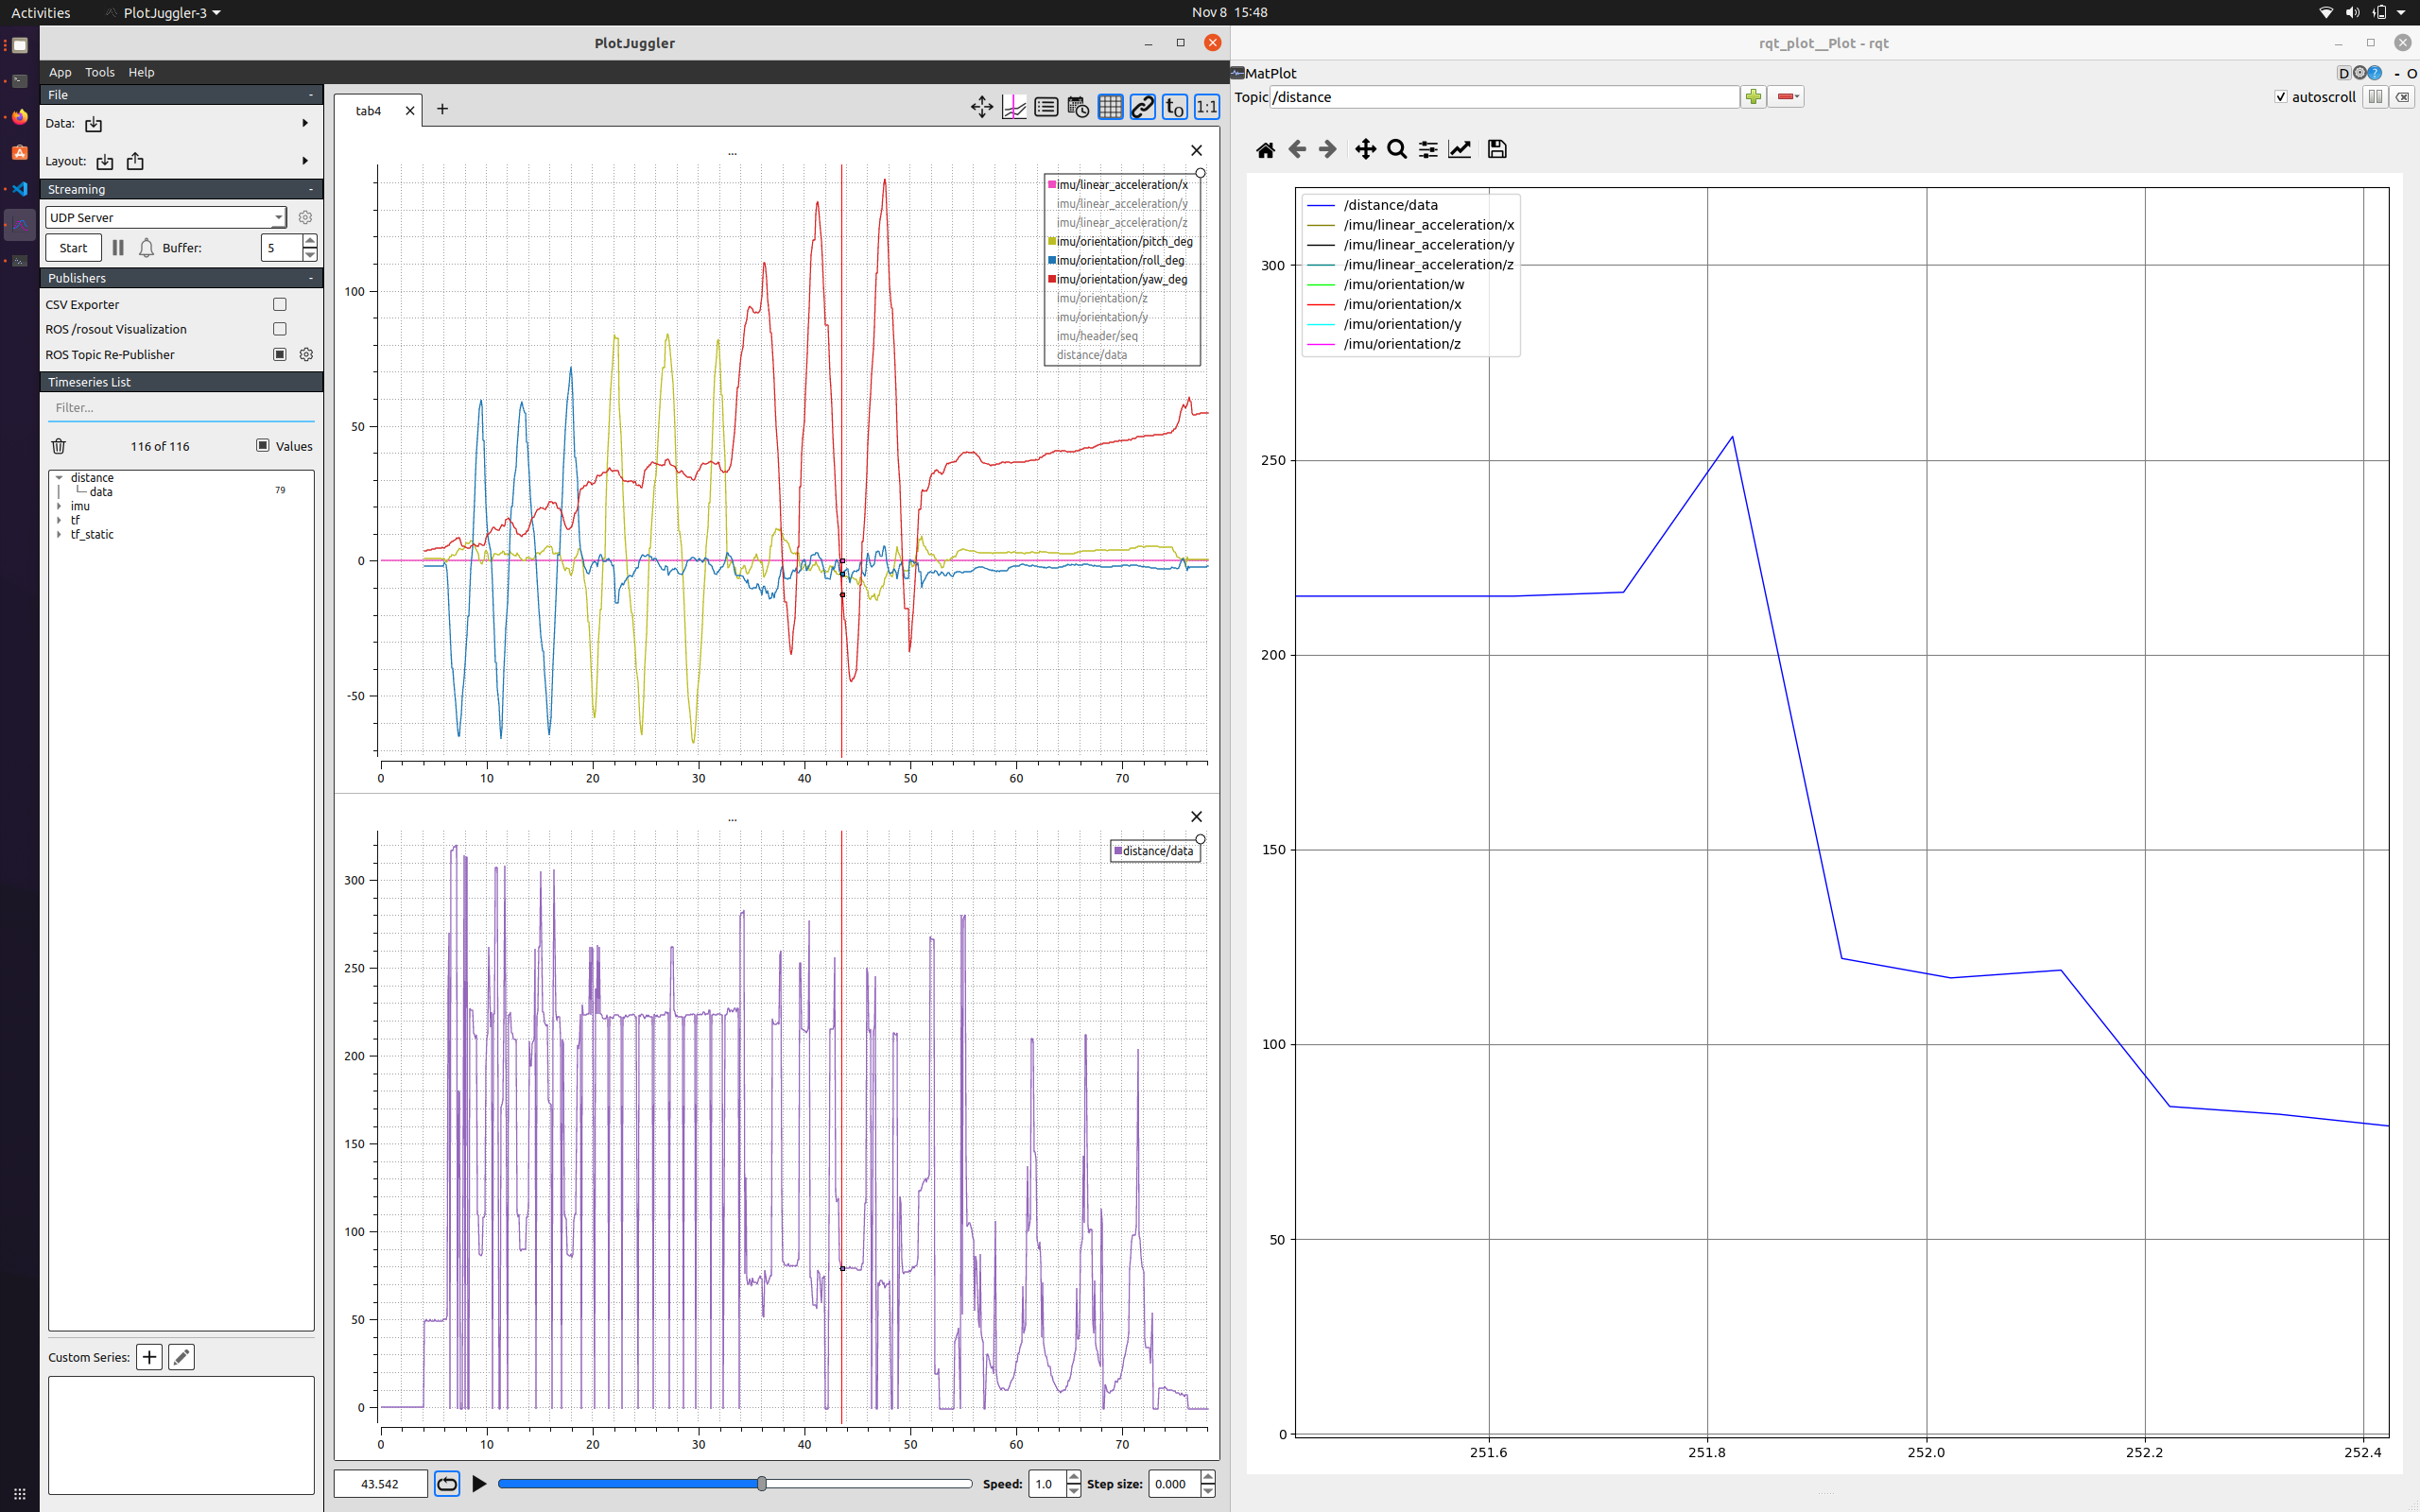 Activities PlotJuggler-3 Nov 8 15:48
PlotJuggler
App Tools Help
File -
Data:
Layout:
Streaming -
UDP Server
Start Buffer: 5
Publishers -
CSV Exporter
ROS /rosout Visualization
ROS Topic Re-Publisher
Timeseries List
Filter...
116 of 116 Values
distance
data 79
imu
tf
tf_static
Custom Series:
tab4
t0 1:1
...
imu/linear_acceleration/x
imu/linear_acceleration/y
imu/linear_acceleration/z
imu/orientation/pitch_deg
imu/orientation/roll_deg
imu/orientation/yaw_deg
imu/orientation/z
imu/orientation/y
imu/header/seq
distance/data
100
50
0
-50
0 10 20 30 40 50 60 70
...
distance/data
300
250
200
150
100
50
0
0 10 20 30 40 50 60 70
43.542 Speed: 1.0 Step size: 0.000
rqt_plot__Plot - rqt
MatPlot D - O
Topic /distance autoscroll
/distance/data
/imu/linear_acceleration/x
/imu/linear_acceleration/y
/imu/linear_acceleration/z
/imu/orientation/w
/imu/orientation/x
/imu/orientation/y
/imu/orientation/z
300
250
200
150
100
50
0
251.6 251.8 252.0 252.2 252.4